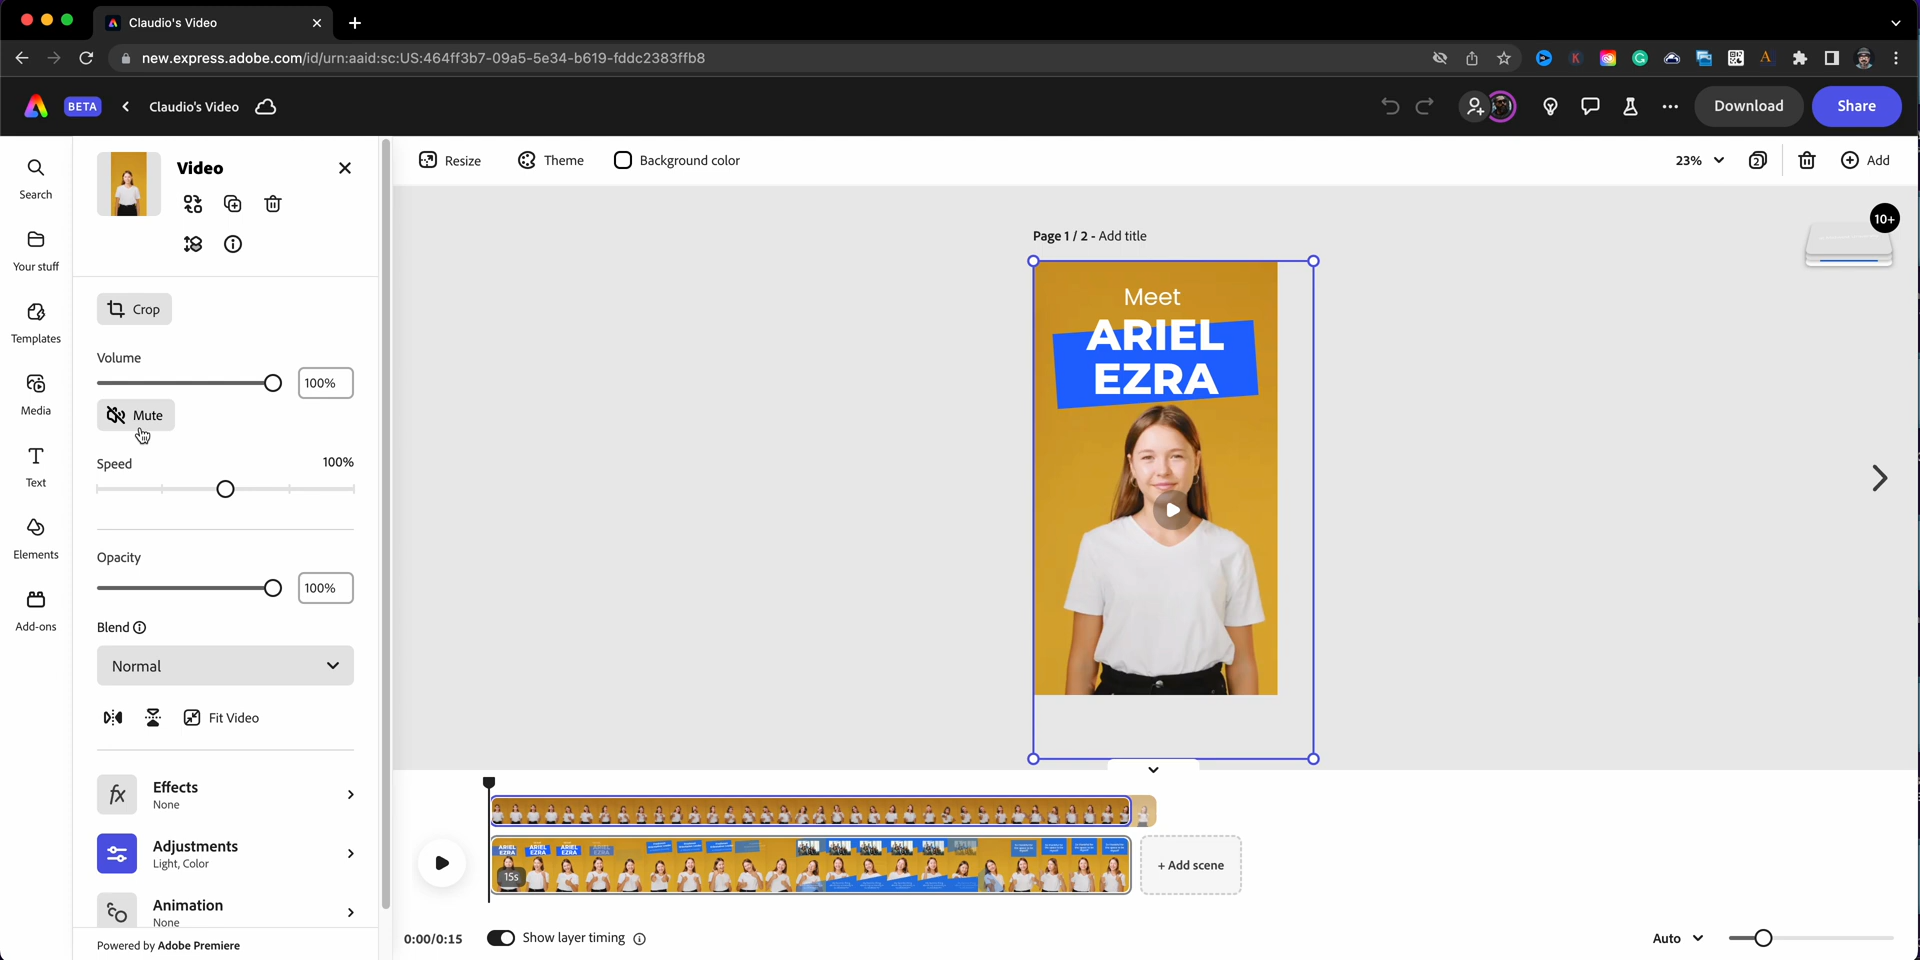 Claudio's Video
new.express.adobe.com/id/urn:aaid:sc:US:464ff3b7-09a5-5e34-b619-fddc2383ffb8
BETA
Claudio's Video
Download
Share
Search
Your stuff
Templates
Media
Text
Elements
Add-ons
Video
Crop
Volume
100%
Mute
Speed
100%
Opacity
100%
Blend
Normal
Fit Video
Effects
None
Adjustments
Light, Color
Animation
None
Powered by Adobe Premiere
Resize
Theme
Background color
23%
2
Add
10+
Page 1 / 2 - Add title
Meet
ARIEL
EZRA
15s
+ Add scene
0:00/0:15
Show layer timing
Auto